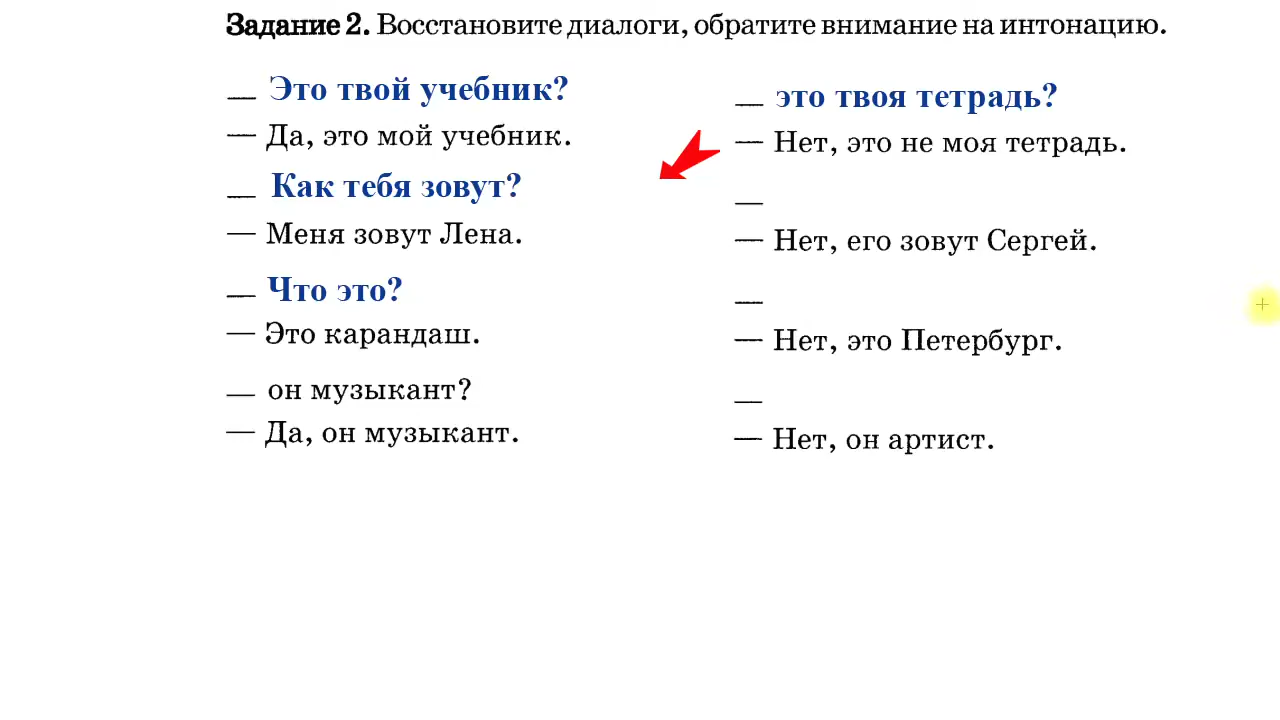 Задание 2. Восстановите диалоги, обратите внимание на интонацию.
— Это твой учебник?
— Да, это мой учебник.
— Как тебя зовут?
— Меня зовут Лена.
— Что это?
— Это карандаш.
— он музыкант?
— Да, он музыкант.
— это твоя тетрадь?
— Нет, это не моя тетрадь.
—
— Нет, его зовут Сергей.
—
— Нет, это Петербург.
—
— Нет, он артист.